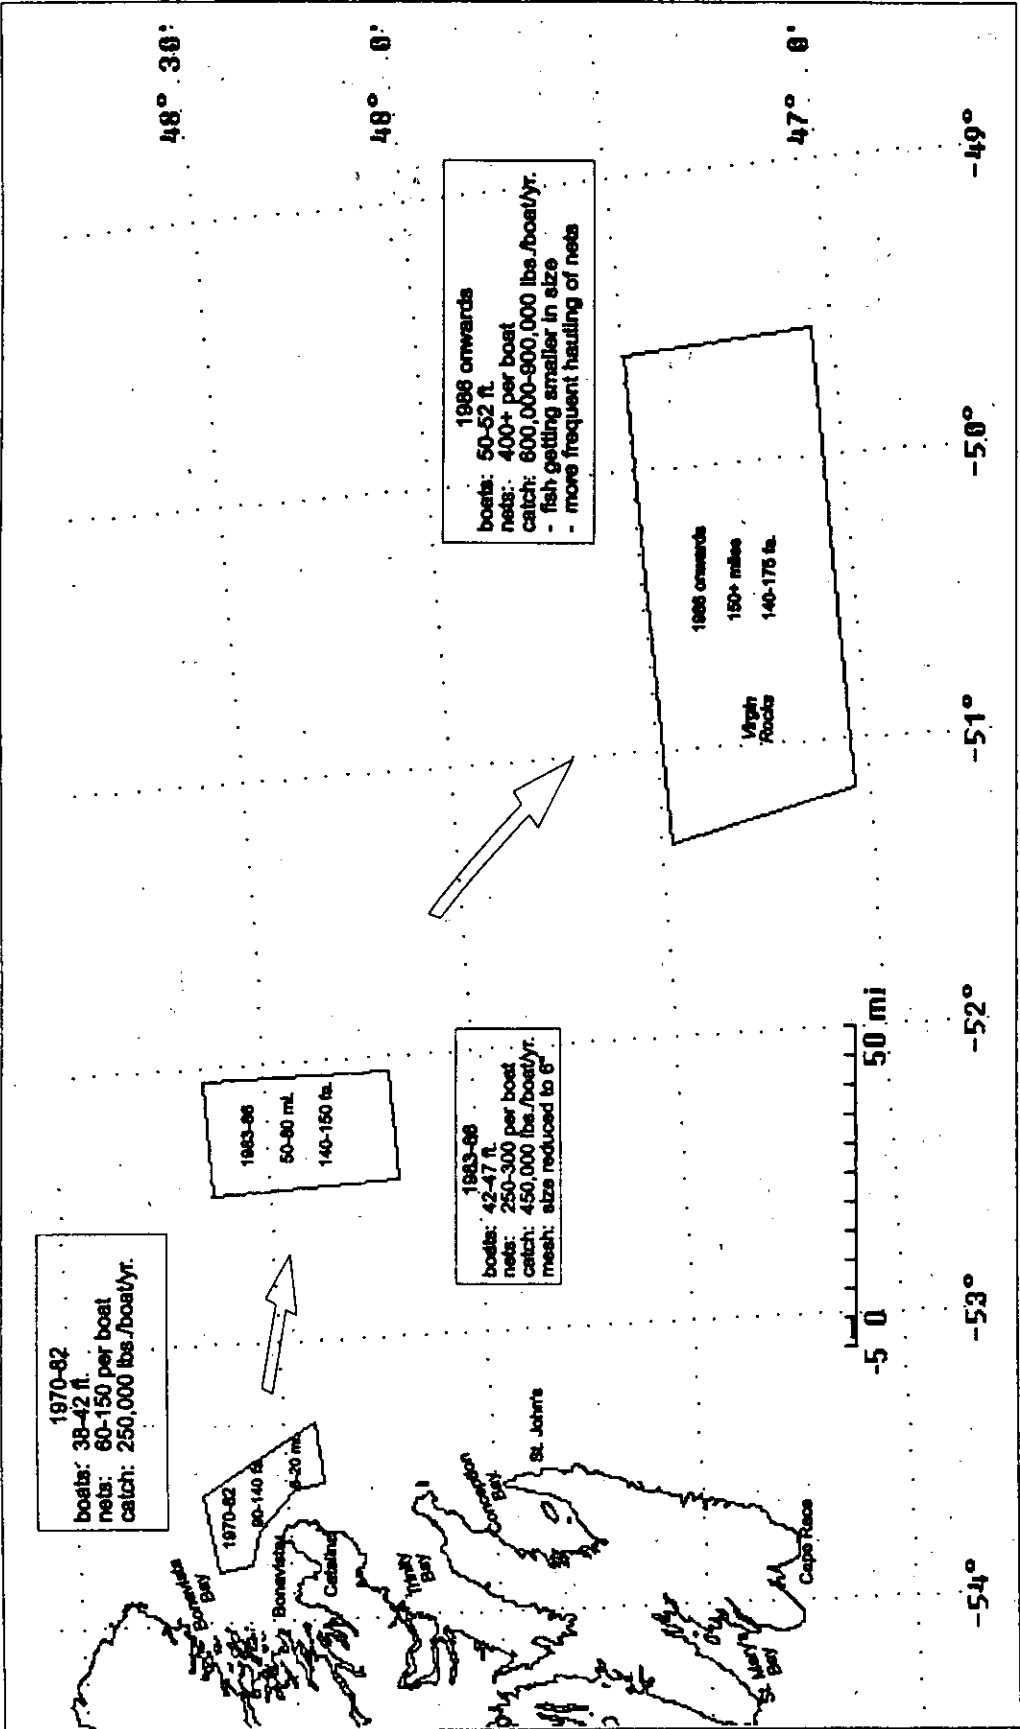 1970-82
boats: 38-42 ft.
nets: 60-150 per boat
catch: 250,000 lbs./boat/yr.
1986 onwards
boats: 50-52 ft.
nets: 400+ per boat
catch: 600,000-900,000 lbs./boat/yr.
- fish getting smaller in size
- more frequent hauting of nets
1983-86
boats: 42-47 ft.
nets: 250-300 per boat
catch: 450,000 lbs./boat/yr.
mesh: size reduced to 6"
1970-82
90-140 fa.
-20 mi.
1983-86
50-80 mi.
140-150 fa.
1986 onwards
150+ miles
140-175 fa.
Virgin
Rocks
Bonavista
Bay
Bonavista
Catalina
Trinity
Bay
Conception
Bay
St. John's
Cape Race
St. Mary's
Bay
48° 30'
48° 0'
47° 0'
-54°
-53°
-52°
-51°
-50°
-49°
-5 0 50 mi